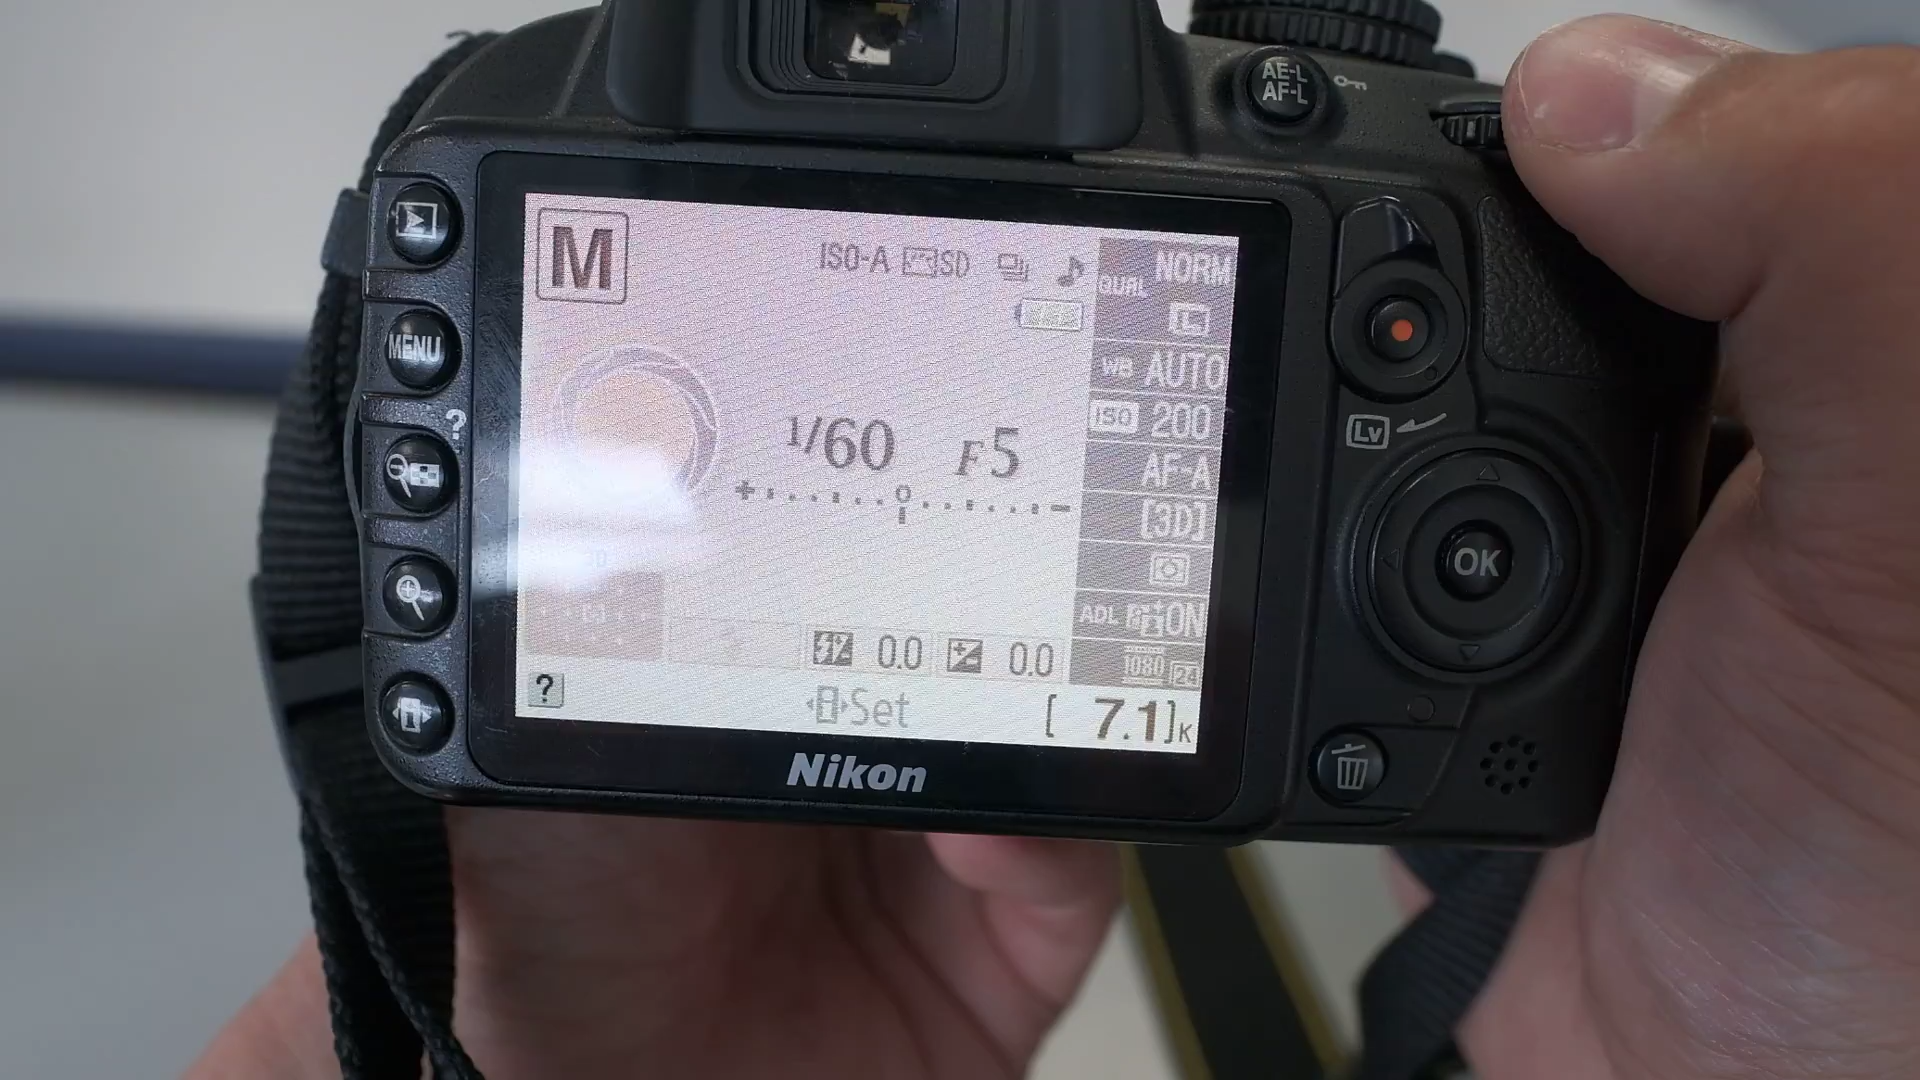 AE-L
AF-L
M
ISO-A SD
QUAL NORM
L
MENU
WB AUTO
?
1/60 F5
ISO 200
Lv
AF-A
+ 0 -
[3D]
OK
ADL ON
0.0 0.0
1080 24
?
i Set
[ 7.1]K
Nikon